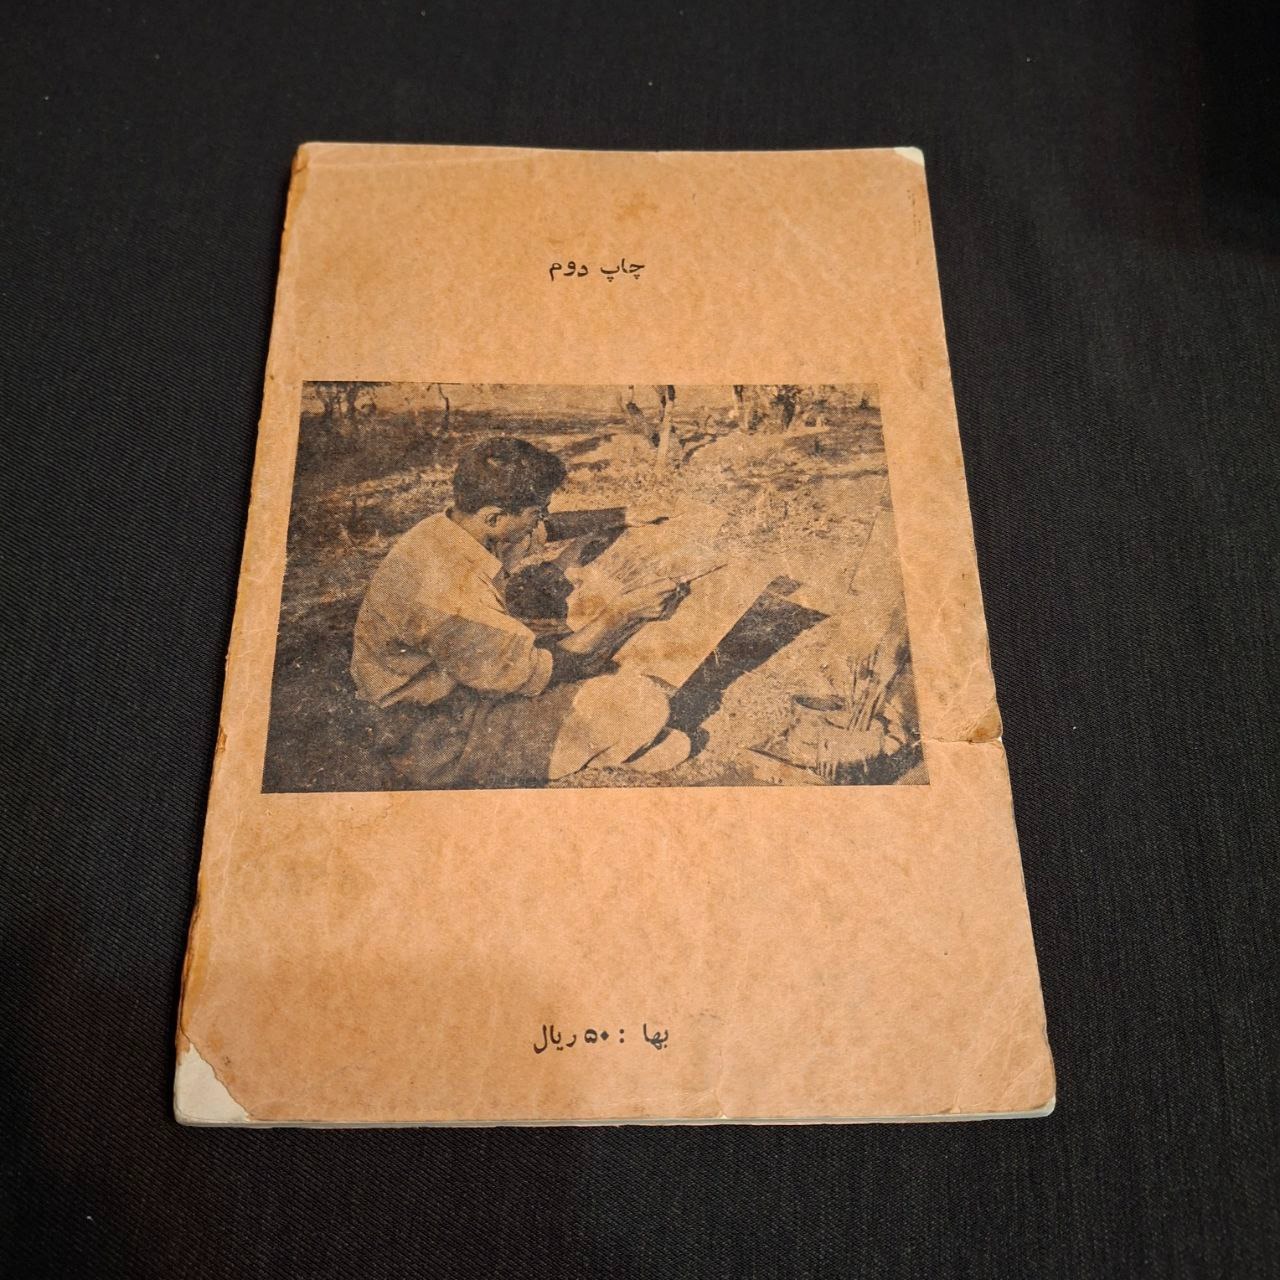 چاپ دوم
بها : ۵۰ ریال